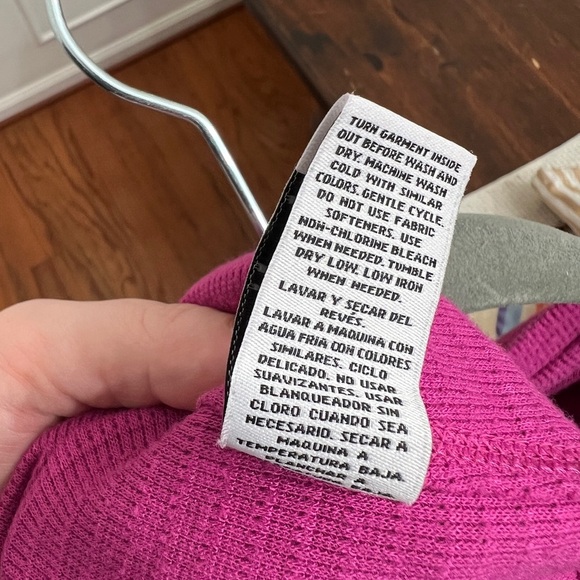 TURN GARMENT INSIDE
OUT BEFORE WASH AND
DRY. MACHINE WASH
COLD WITH SIMILAR
COLORS. GENTLE CYCLE.
DO NOT USE FABRIC
SOFTENERS. USE
NON-CHLORINE BLEACH
WHEN NEEDED. TUMBLE
DRY LOW. LOW IRON
WHEN NEEDED.
LAVAR Y SECAR DEL
REVÉS.
LAVAR A MAQUINA CON
AGUA FRIA CON COLORES
SIMILARES. CICLO
DELICADO. NO USAR
SUAVIZANTES. USAR
BLANQUEADOR SIN
CLORO CUANDO SEA
NECESARIO. SECAR A
MAQUINA A
TEMPERATURA BAJA.
PLANCHAR A